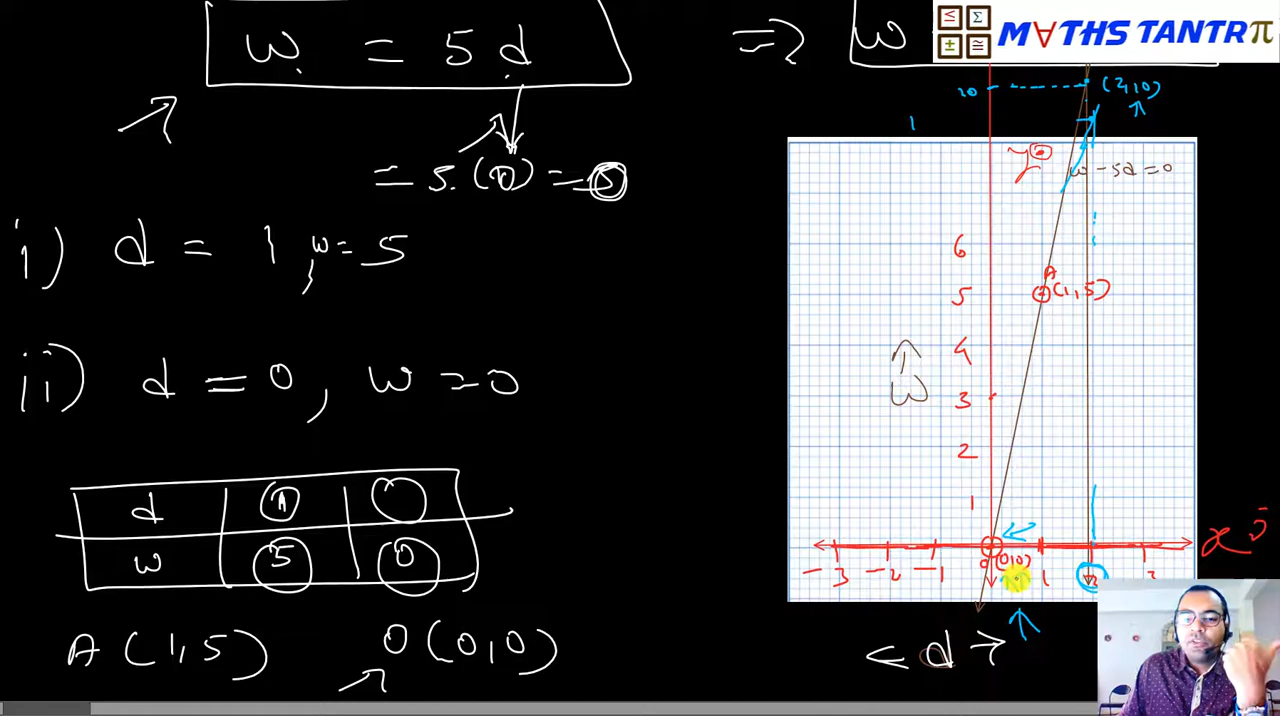 w = 5d
=> w
MATHS TANTRπ
= 5.(0) = 5
i) d = 1, w = 5
ii) d = 0, w = 0
d
w 5 0
A (1,5) O (0,0)
10 (2,10)
1
y
w - 5d = 0
6
A
5 (1,5)
4
w
3
2
1
x
0 (0,0)
-3 -2 -1 1 2
< d >